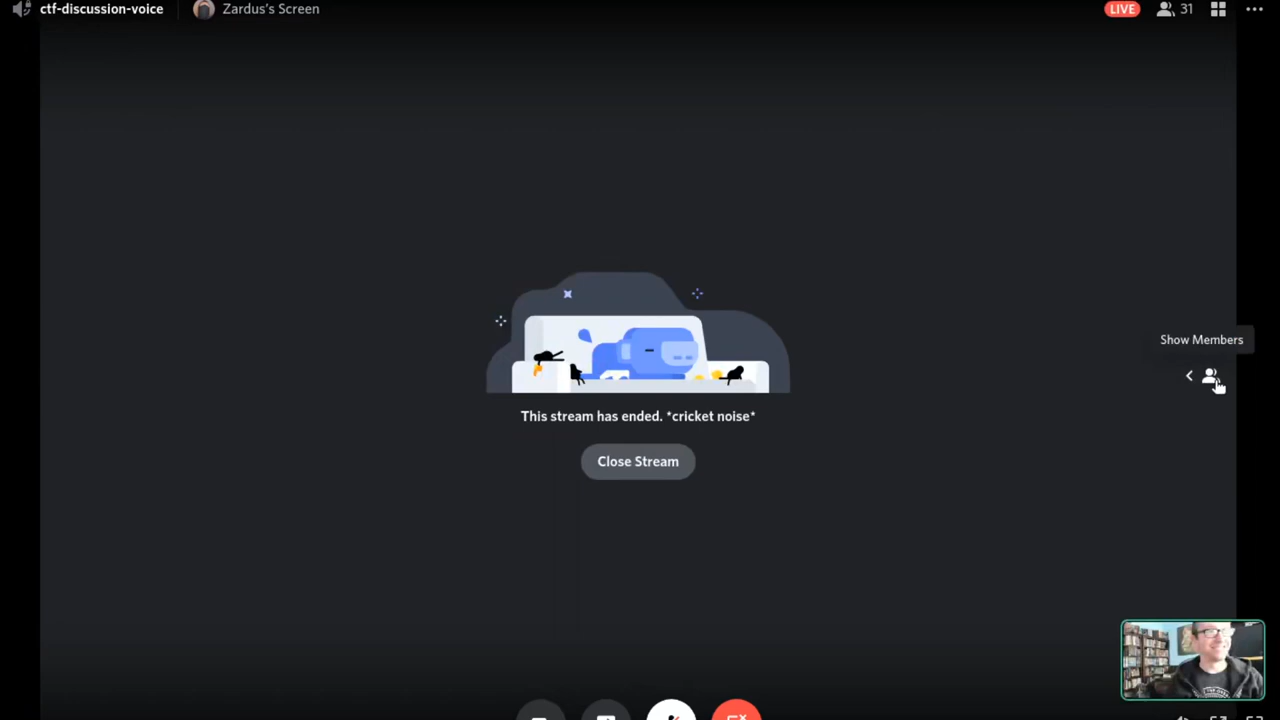 ctf-discussion-voice
Zardus's Screen
LIVE
31
Show Members
This stream has ended. *cricket noise*
Close Stream